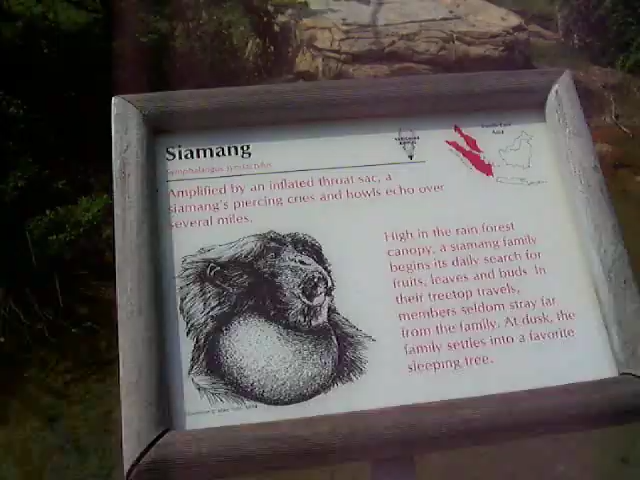 Siamang
Southeast
Asia
Amplified by an inflated throat sac, a
siamang's piercing cries and howls echo over
several miles.
High in the rain forest
canopy, a siamang family
begins its daily search for
fruits, leaves and buds. In
their treetop travels,
members seldom stray far
from the family. At dusk, the
family settles into a favorite
sleeping tree.